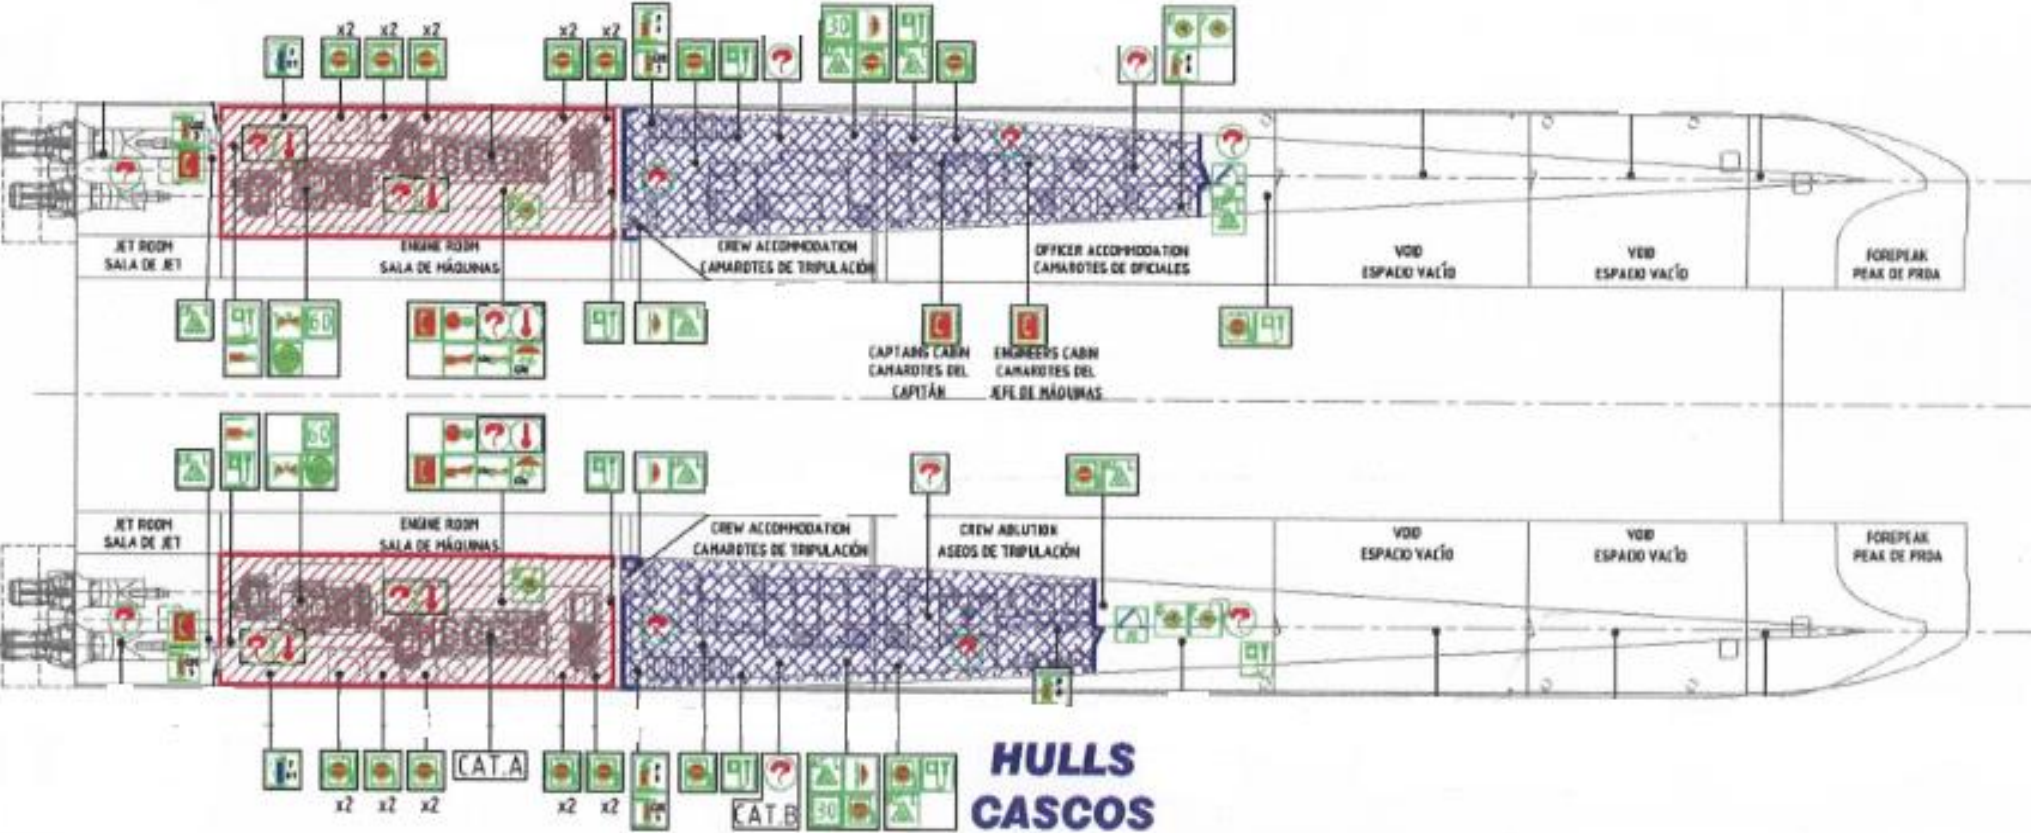 x2 x2 x2 x2 x2
30
JET ROOM
SALA DE JET
ENGINE ROOM
SALA DE MÁQUINAS
CREW ACCOMMODATION
CAMAROTES DE TRIPULACIÓN
OFFICER ACCOMMODATION
CAMAROTES DE OFICIALES
VOID
ESPACIO VACÍO
VOID
ESPACIO VACÍO
FOREPEAK
PEAK DE PROA
60
CAPTAINS CABIN
CAMAROTES DEL
CAPITÁN
ENGINEERS CABIN
CAMAROTES DEL
JEFE DE MÁQUINAS
60
JET ROOM
SALA DE JET
ENGINE ROOM
SALA DE MÁQUINAS
CREW ACCOMMODATION
CAMAROTES DE TRIPULACIÓN
CREW ABLUTION
ASEOS DE TRIPULACIÓN
VOID
ESPACIO VACÍO
VOID
ESPACIO VACÍO
FOREPEAK
PEAK DE PROA
CAT.A
x2 x2 x2 x2 x2
CAT.B
30
HULLS
CASCOS